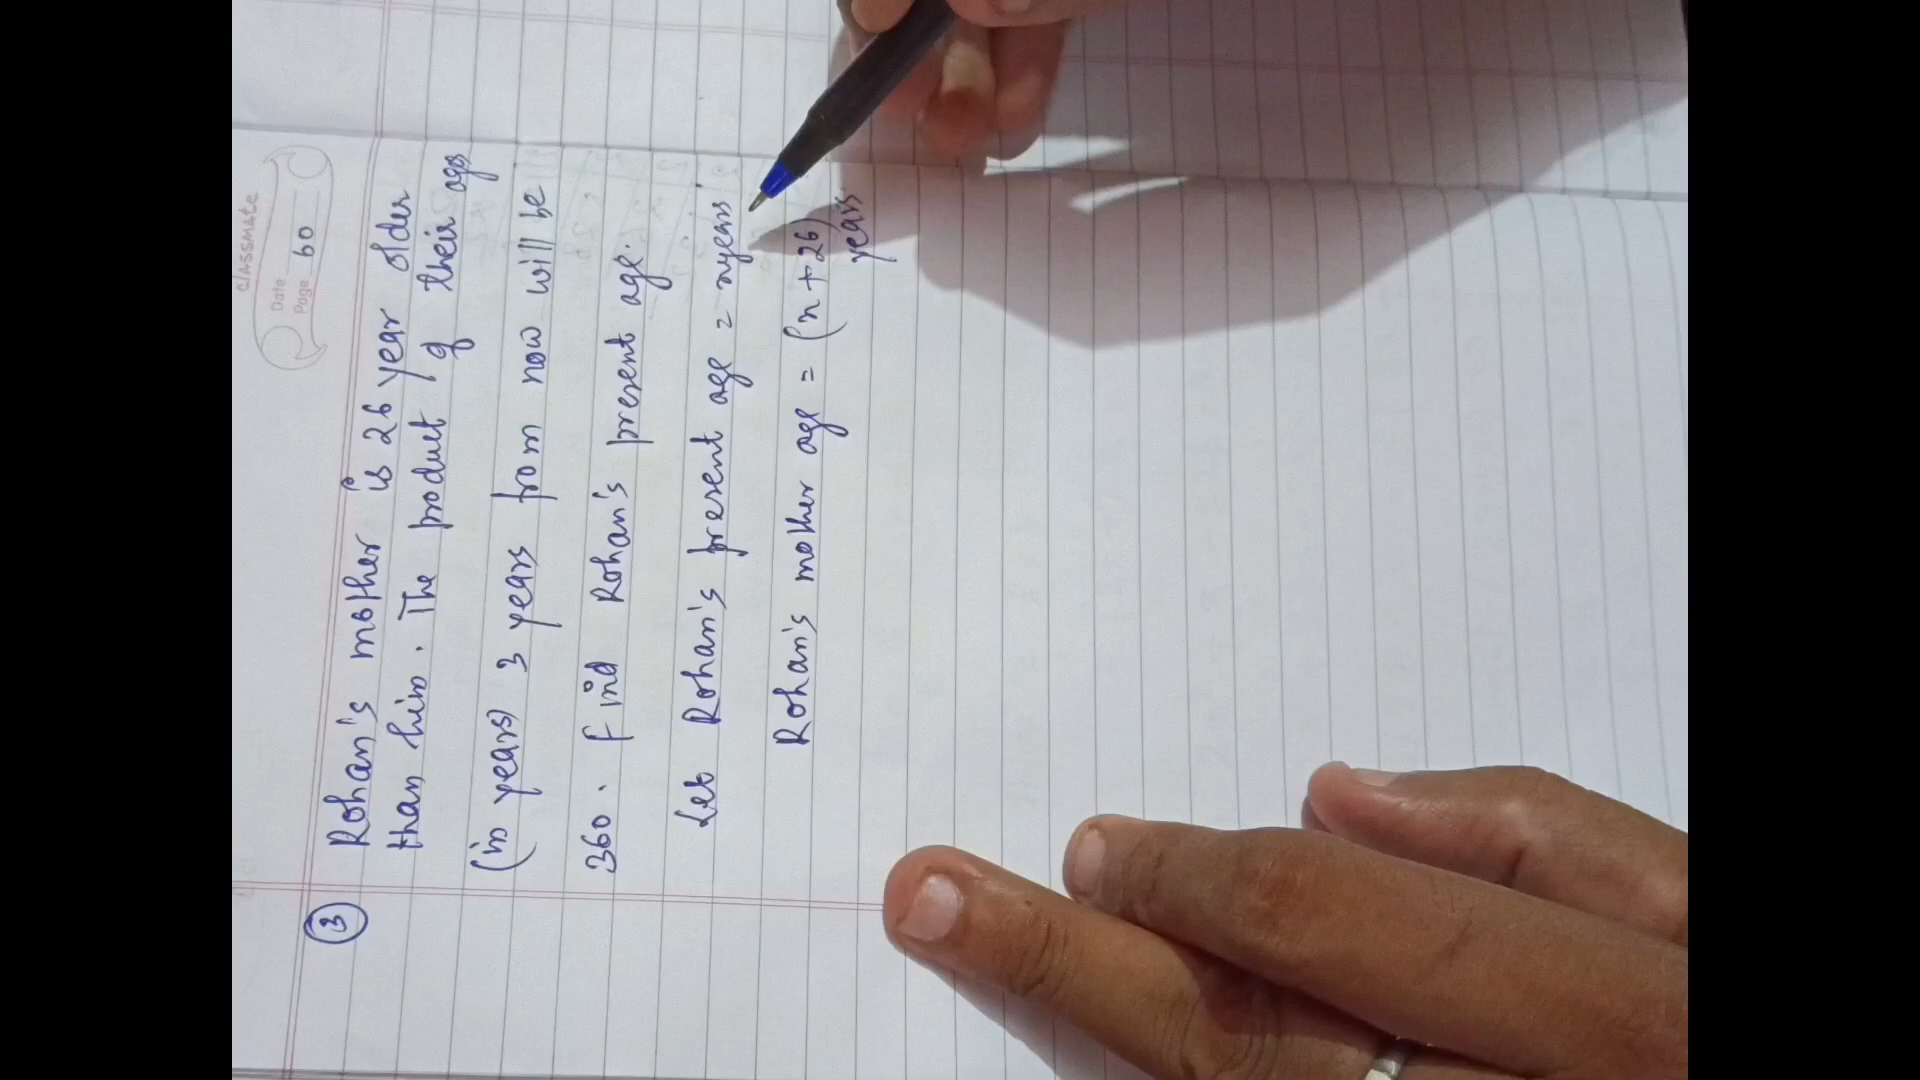 classmate
Date
Page 60
3 Rohan's mother is 26 year older
than him. The product of their ages
(in years) 3 years from now will be
360. find Rohan's present age.
Let Rohan's present age = x years
Rohan's mother age = (x + 26)
years